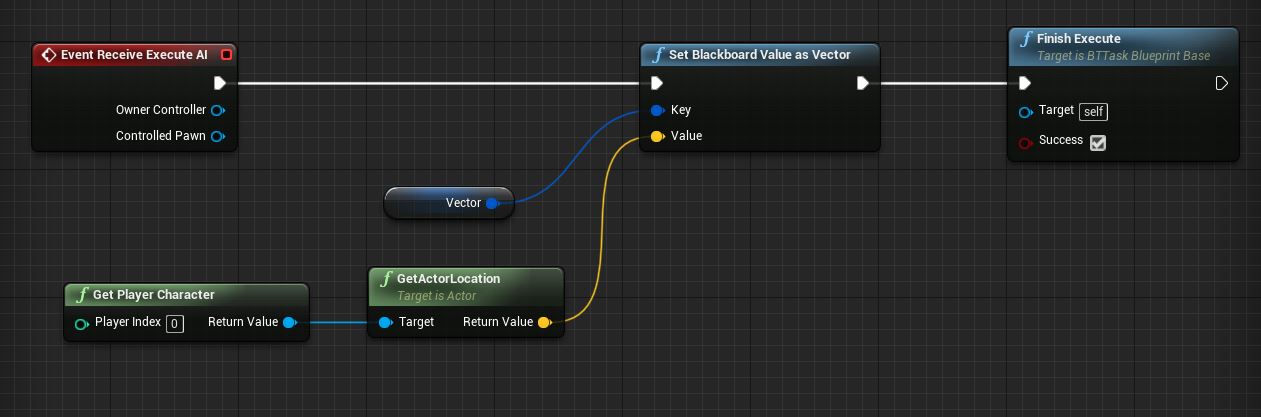 Event Receive Execute AI
Owner Controller
Controlled Pawn
f Set Blackboard Value as Vector
Key
Value
f Finish Execute
Target is BTTask Blueprint Base
Target self
Success
Vector
f GetActorLocation
Target is Actor
Target Return Value
f Get Player Character
Player Index 0 Return Value